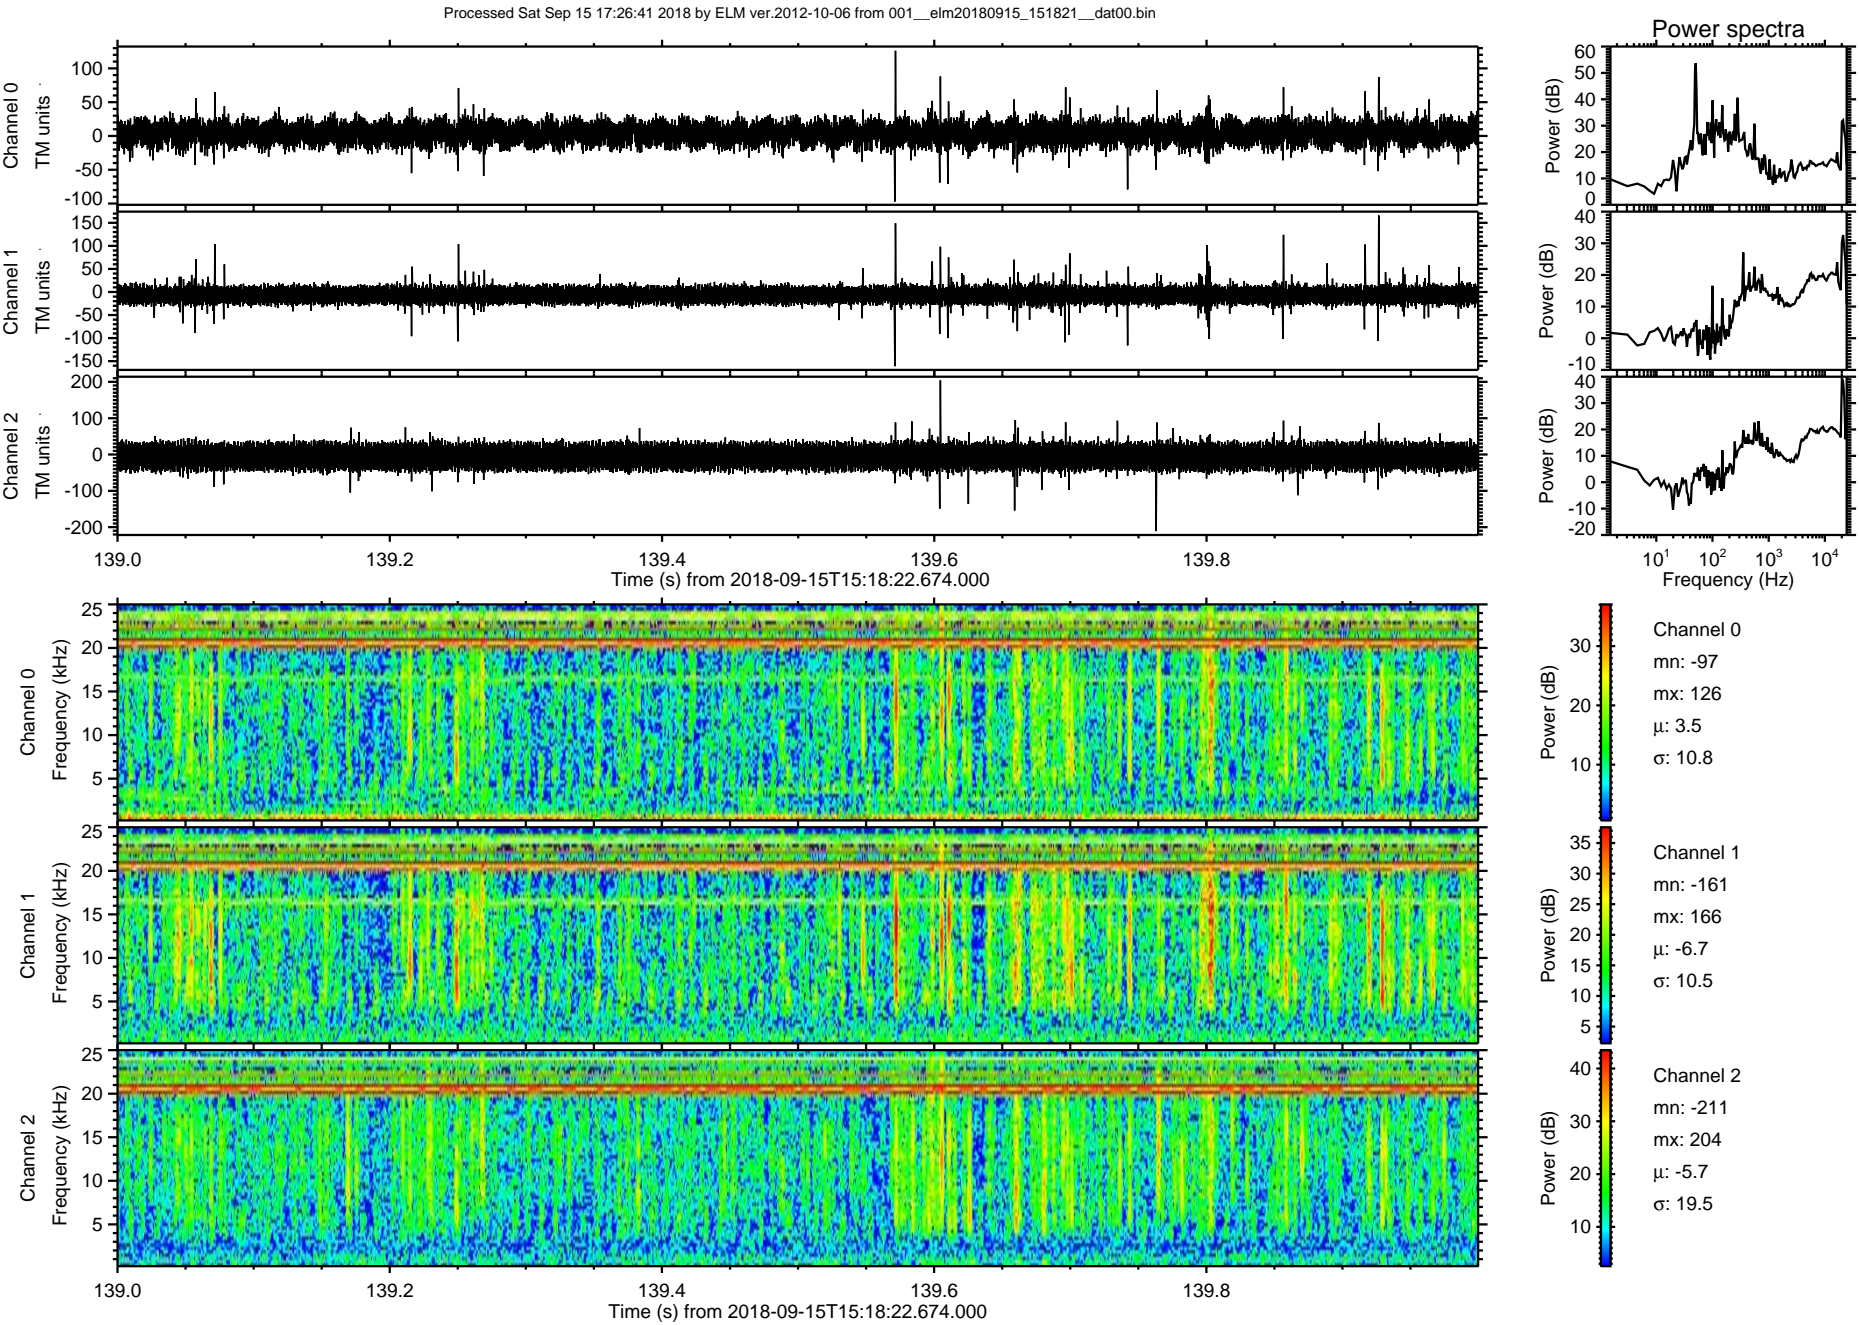 Processed Sat Sep 15 17:26:41 2018 by ELM ver.2012-10-06 from 001__elm20180915_151821__dat00.bin
Power spectra
Channel 0
TM units
100
50
0
-50
-100
Power (dB)
60
50
40
30
20
10
0
Channel 1
TM units
150
100
50
0
-50
-100
-150
Power (dB)
40
30
20
10
0
-10
Channel 2
TM units
200
100
0
-100
-200
Power (dB)
40
30
20
10
0
-10
-20
139.0 139.2 139.4 139.6 139.8
Time (s) from 2018-09-15T15:18:22.674.000
10¹ 10² 10³ 10⁴
Frequency (Hz)
Channel 0
Frequency (kHz)
25
20
15
10
5
Power (dB)
30
20
10
Channel 0
mn: -97
mx: 126
μ: 3.5
σ: 10.8
Channel 1
Frequency (kHz)
25
20
15
10
5
Power (dB)
35
30
25
20
15
10
5
Channel 1
mn: -161
mx: 166
μ: -6.7
σ: 10.5
Channel 2
Frequency (kHz)
25
20
15
10
5
Power (dB)
40
30
20
10
Channel 2
mn: -211
mx: 204
μ: -5.7
σ: 19.5
139.0 139.2 139.4 139.6 139.8
Time (s) from 2018-09-15T15:18:22.674.000